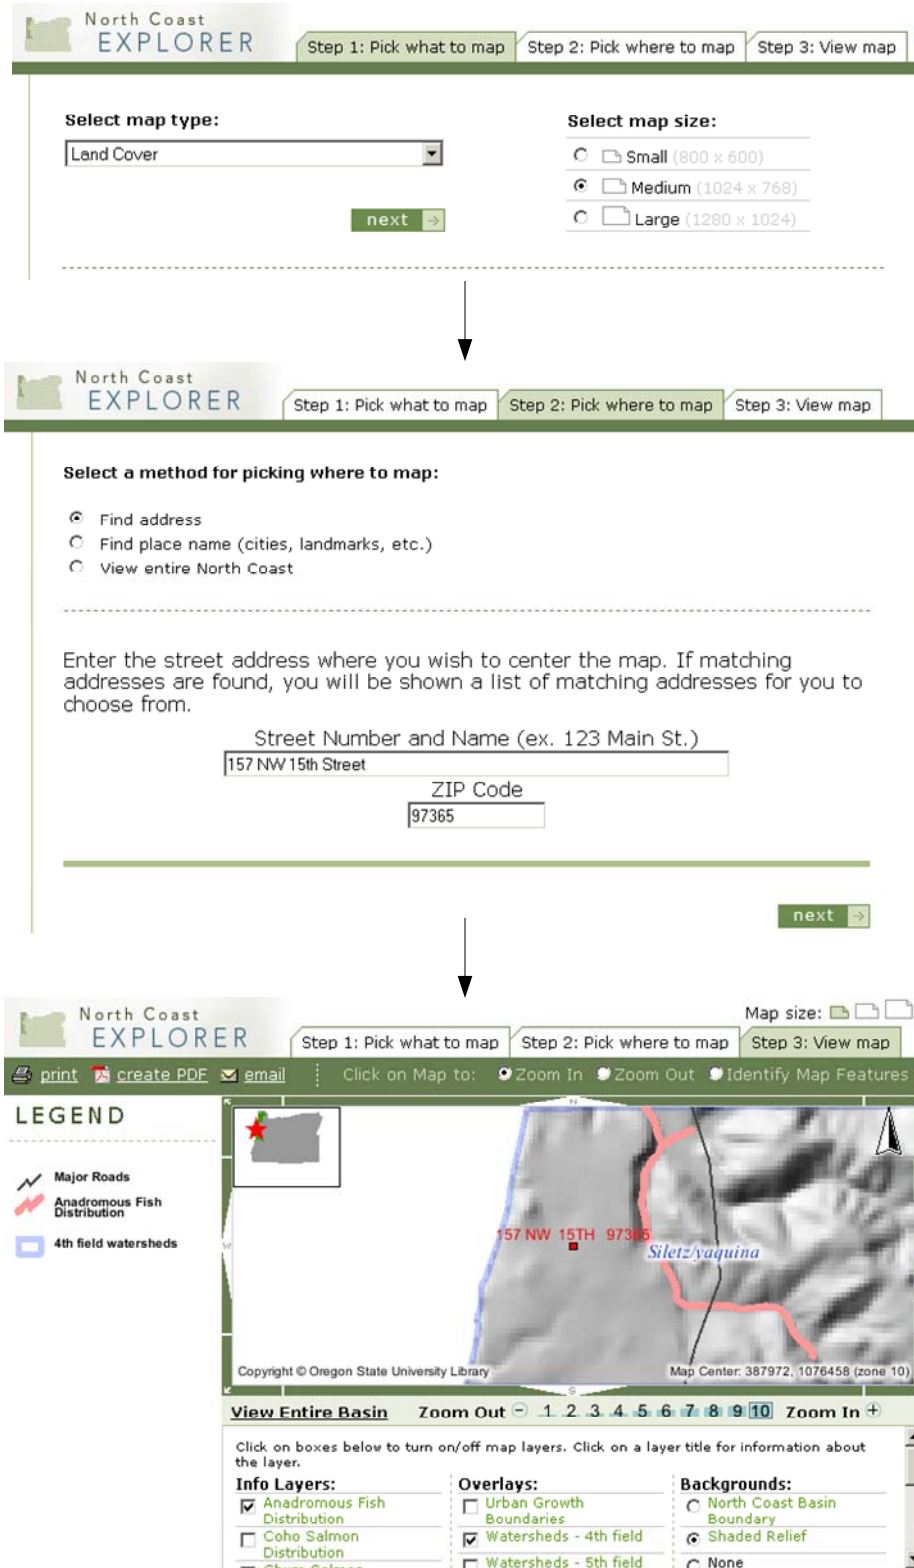 North Coast
EXPLORER
Step 1: Pick what to map
Step 2: Pick where to map
Step 3: View map
Select map type:
Land Cover
next
Select map size:
Small (800 x 600)
Medium (1024 x 768)
Large (1280 x 1024)
North Coast
EXPLORER
Step 1: Pick what to map
Step 2: Pick where to map
Step 3: View map
Select a method for picking where to map:
Find address
Find place name (cities, landmarks, etc.)
View entire North Coast
Enter the street address where you wish to center the map. If matching
addresses are found, you will be shown a list of matching addresses for you to
choose from.
Street Number and Name (ex. 123 Main St.)
157 NW 15th Street
ZIP Code
97365
next
North Coast
EXPLORER
Map size:
Step 1: Pick what to map
Step 2: Pick where to map
Step 3: View map
print create PDF email
Click on Map to: Zoom In Zoom Out Identify Map Features
LEGEND
Major Roads
Anadromous Fish
Distribution
4th field watersheds
N
W
157 NW 15TH 97365
Siletz/yaquina
Copyright © Oregon State University Library
Map Center: 387972, 1076458 (zone 10)
S
View Entire Basin Zoom Out 1 2 3 4 5 6 7 8 9 10 Zoom In
Click on boxes below to turn on/off map layers. Click on a layer title for information about
the layer.
Info Layers:
Anadromous Fish
Distribution
Coho Salmon
Distribution
Chum Salmon
Overlays:
Urban Growth
Boundaries
Watersheds - 4th field
Watersheds - 5th field
Backgrounds:
North Coast Basin
Boundary
Shaded Relief
None